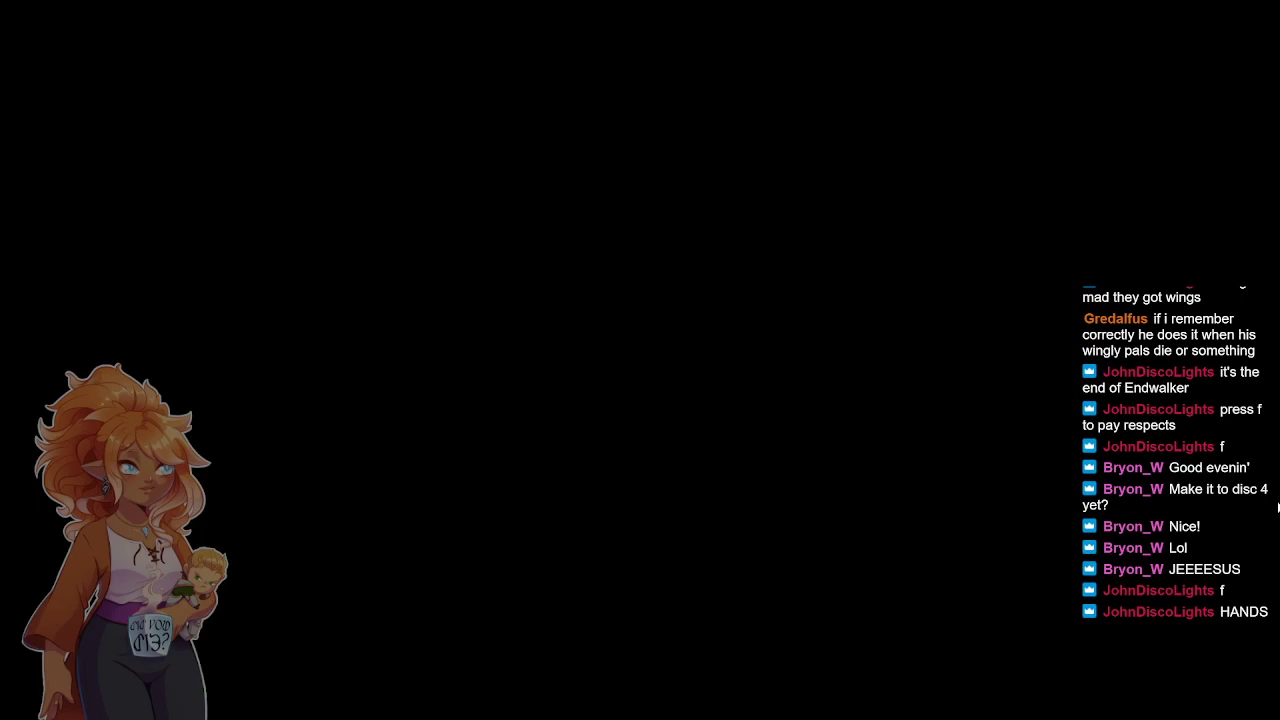 mad they got wings
Gredalfus if i remember
correctly he does it when his
wingly pals die or something
JohnDiscoLights it's the
end of Endwalker
JohnDiscoLights press f
to pay respects
JohnDiscoLights f
Bryon_W Good evenin'
Bryon_W Make it to disc 4
yet?
Bryon_W Nice!
Bryon_W Lol
Bryon_W JEEEESUS
JohnDiscoLights f
JohnDiscoLights HANDS